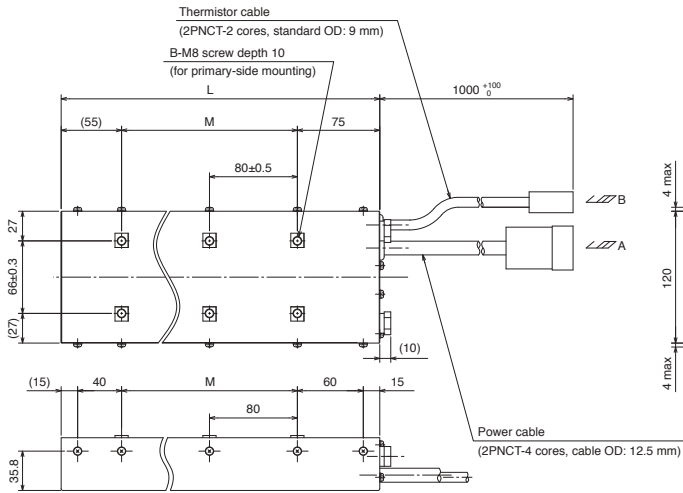 Thermistor cable
(2PNCT-2 cores, standard OD: 9 mm)
B-M8 screw depth 10
(for primary-side mounting)
L
1000 +100 0
(55)
M
75
80±0.5
4 max
B
A
27
66±0.3
(27)
120
(10)
4 max
(15)
40
M
60
15
80
35.8
Power cable
(2PNCT-4 cores, cable OD: 12.5 mm)